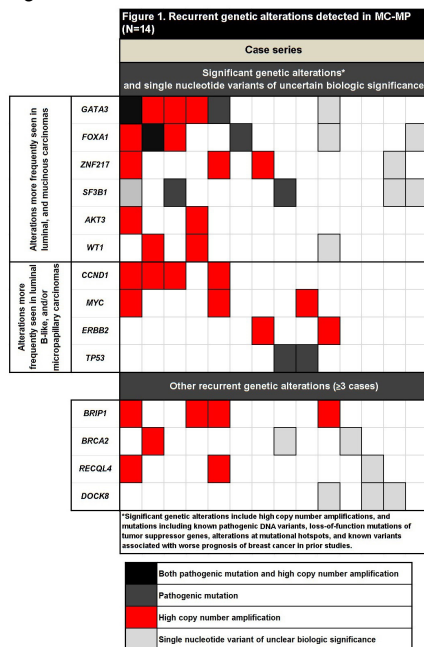 Figure 1. Recurrent genetic alterations detected in MC-MP
(N=14)
Case series
Significant genetic alterations*
and single nucleotide variants of uncertain biologic significance
Alterations more frequently seen in
luminal, and mucinous carcinomas
GATA3
FOXA1
ZNF217
SF3B1
AKT3
WT1
Alterations more
frequently seen in luminal
B-like, and/or
micropapillary carcinomas
CCND1
MYC
ERBB2
TP53
Other recurrent genetic alterations (≥3 cases)
BRIP1
BRCA2
RECQL4
DOCK8
*Significant genetic alterations include high copy number amplifications, and
mutations including known pathogenic DNA variants, loss-of-function mutations of
tumor suppressor genes, alterations at mutational hotspots, and known variants
associated with worse prognosis of breast cancer in prior studies.
Both pathogenic mutation and high copy number amplification
Pathogenic mutation
High copy number amplification
Single nucleotide variant of unclear biologic significance